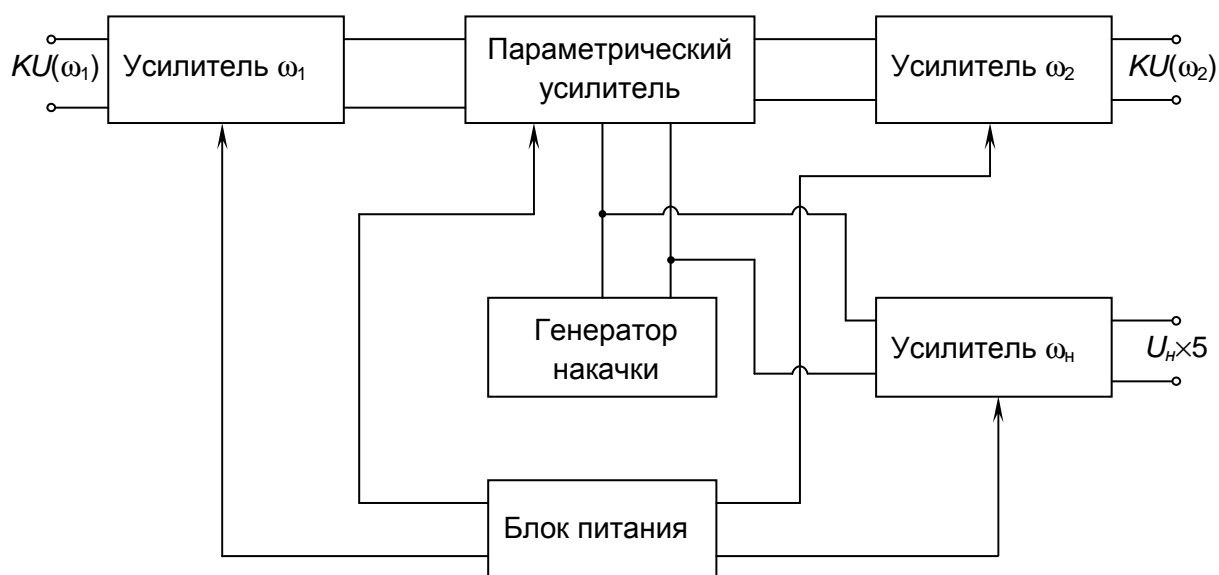 KU(ω₁)
Усилитель ω₁
Параметрический
усилитель
Усилитель ω₂
KU(ω₂)
Генератор
накачки
Усилитель ωн
Uн×5
Блок питания